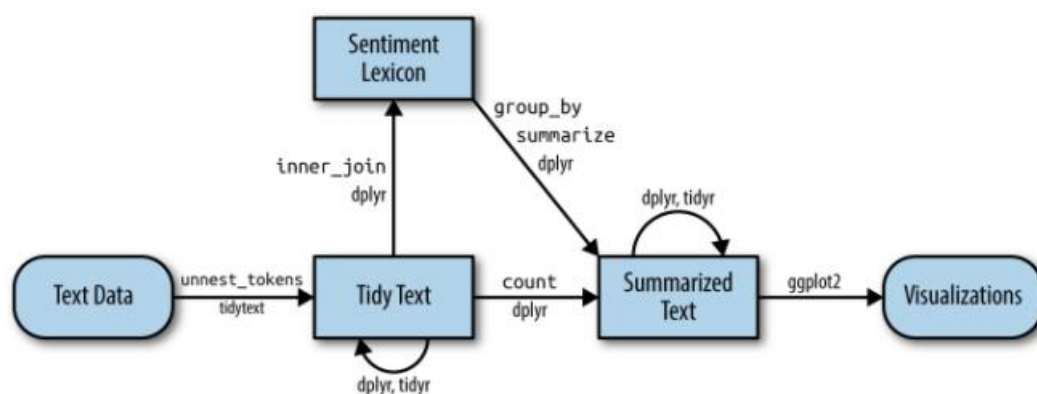 Sentiment
Lexicon
group_by
summarize
dplyr
inner_join
dplyr
dplyr, tidyr
Text Data
unnest_tokens
tidytext
Tidy Text
count
dplyr
Summarized
Text
ggplot2
Visualizations
dplyr, tidyr